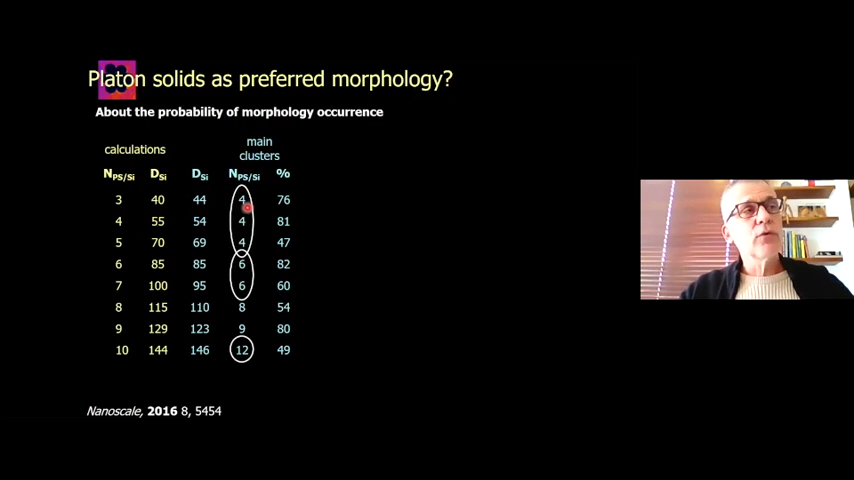 Platon solids as preferred morphology?
About the probability of morphology occurrence
calculations main clusters
N_PS/Si D_Si D_Si N_PS/Si %
3 40 44 4 76
4 55 54 4 81
5 70 69 4 47
6 85 85 6 82
7 100 95 6 60
8 115 110 8 54
9 129 123 9 80
10 144 146 12 49
Nanoscale, 2016 8, 5454